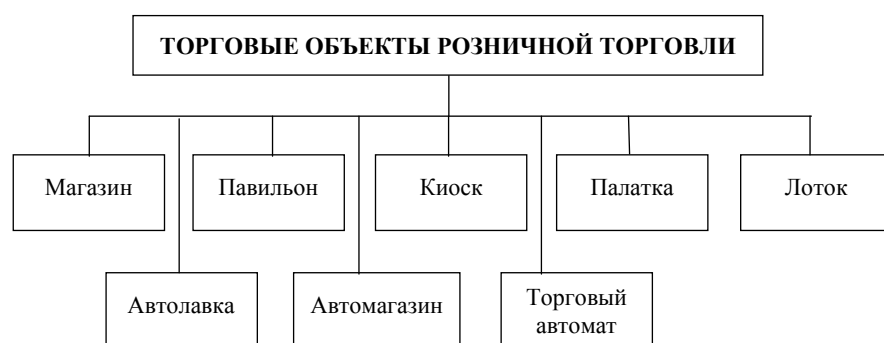 ТОРГОВЫЕ ОБЪЕКТЫ РОЗНИЧНОЙ ТОРГОВЛИ
Магазин
Павильон
Киоск
Палатка
Лоток
Автолавка
Автомагазин
Торговый
автомат